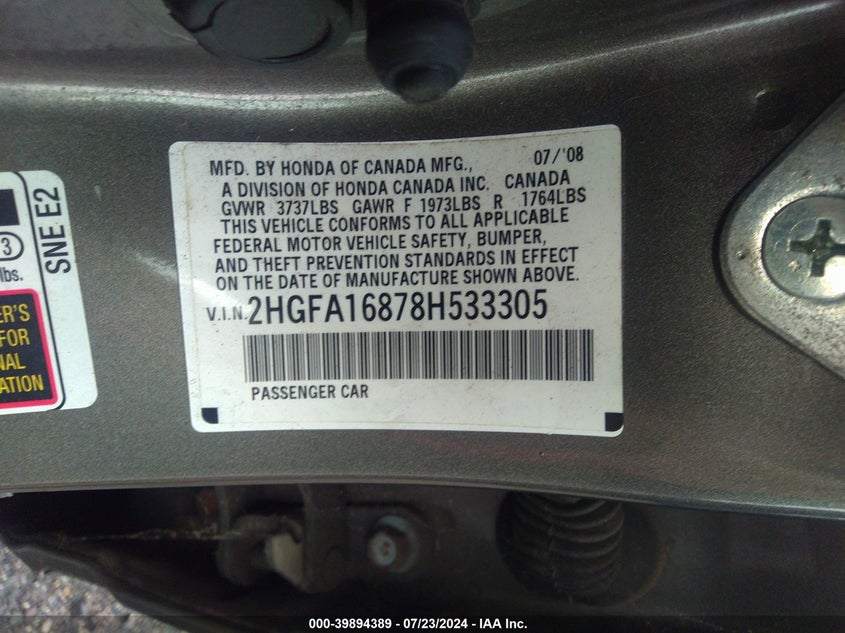 MFD. BY HONDA OF CANADA MFG., 07/'08
A DIVISION OF HONDA CANADA INC. CANADA
GVWR 3737LBS GAWR F 1973LBS R 1764LBS
THIS VEHICLE CONFORMS TO ALL APPLICABLE
FEDERAL MOTOR VEHICLE SAFETY, BUMPER,
AND THEFT PREVENTION STANDARDS IN EFFECT
ON THE DATE OF MANUFACTURE SHOWN ABOVE.
V.I.N. 2HGFA16878H533305
PASSENGER CAR
SNE E2
3
lbs.
ER'S
FOR
NAL
ATION
000-39894389 - 07/23/2024 - IAA Inc.